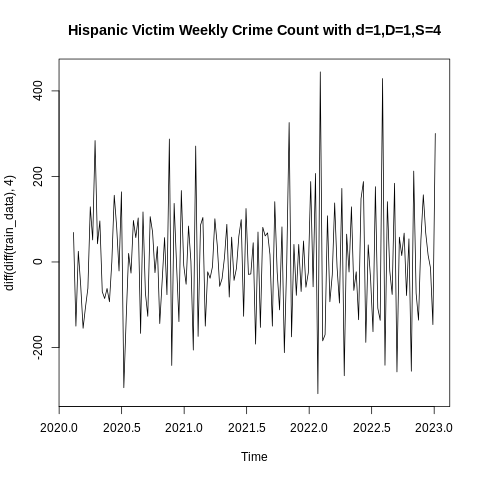 Hispanic Victim Weekly Crime Count with d=1,D=1,S=4
diff(diff(train_data), 4)
400
200
0
-200
2020.0 2020.5 2021.0 2021.5 2022.0 2022.5 2023.0
Time